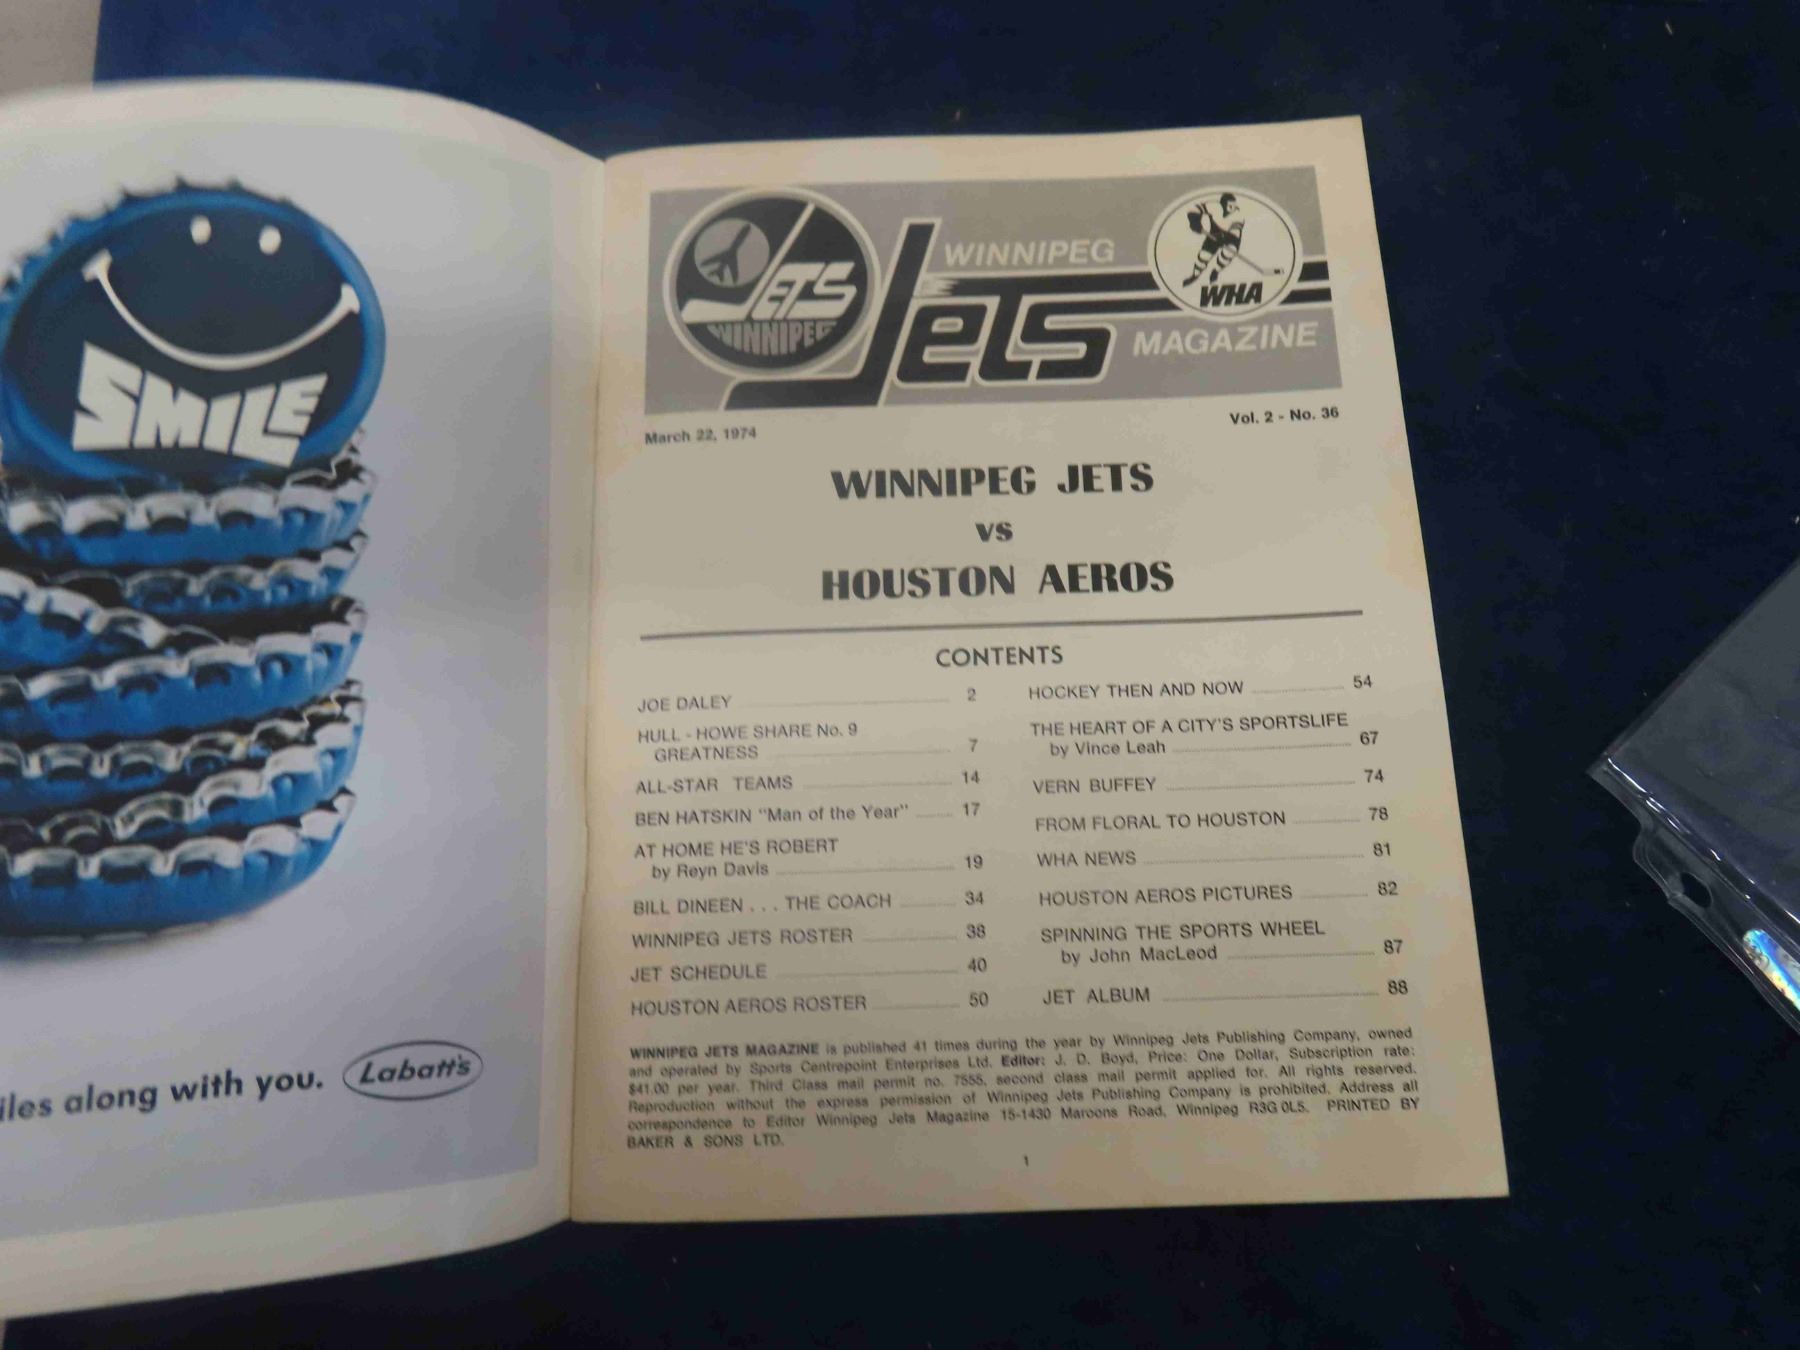 SMILE
iles along with you.
Labatt's
JETS
WINNIPEG
WINNIPEG
Jets
MAGAZINE
WHA
March 22, 1974
Vol. 2 - No. 36
WINNIPEG JETS
vs
HOUSTON AEROS
CONTENTS
JOE DALEY 2
HULL - HOWE SHARE No. 9
GREATNESS 7
ALL-STAR TEAMS 14
BEN HATSKIN "Man of the Year" 17
AT HOME HE'S ROBERT
by Reyn Davis 19
BILL DINEEN . . . THE COACH 34
WINNIPEG JETS ROSTER 38
JET SCHEDULE 40
HOUSTON AEROS ROSTER 50
HOCKEY THEN AND NOW 54
THE HEART OF A CITY'S SPORTSLIFE
by Vince Leah 67
VERN BUFFEY 74
FROM FLORAL TO HOUSTON 78
WHA NEWS 81
HOUSTON AEROS PICTURES 82
SPINNING THE SPORTS WHEEL
by John MacLeod 87
JET ALBUM 88
WINNIPEG JETS MAGAZINE is published 41 times during the year by Winnipeg Jets Publishing Company, owned
and operated by Sports Centrepoint Enterprises Ltd. Editor: J. D. Boyd, Price: One Dollar, Subscription rate:
$41.00 per year. Third Class mail permit no. 7555, second class mail permit applied for. All rights reserved.
Reproduction without the express permission of Winnipeg Jets Publishing Company is prohibited. Address all
correspondence to Editor Winnipeg Jets Magazine 15-1430 Maroons Road, Winnipeg R3G 0L5. PRINTED BY
BAKER & SONS LTD.
1